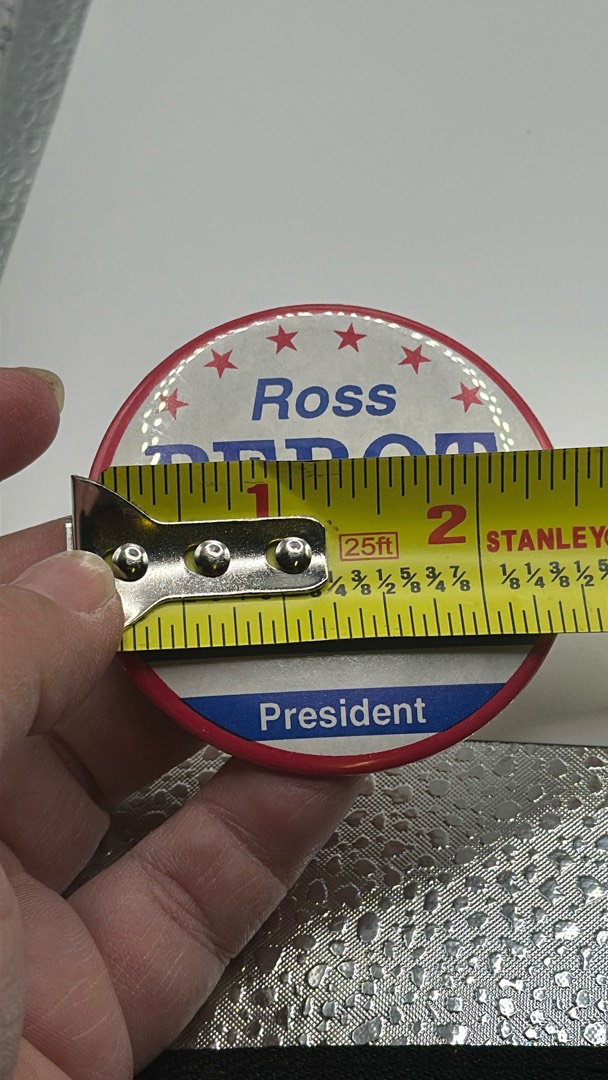 Ross
PEROT
1
2
25ft
STANLEY®
1/4 3/8 1/2 5/8 3/4 7/8
1/8 1/4 3/8 1/2
President